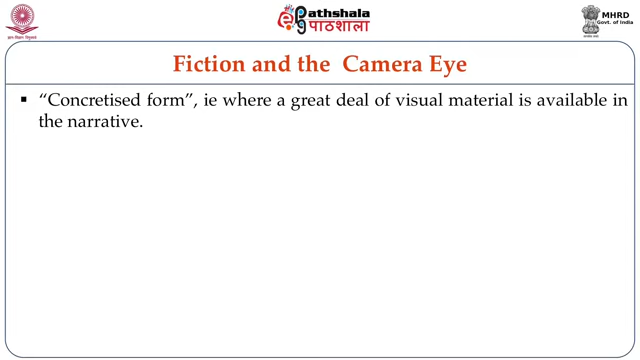 Pathshala
पाठशाला
MHRD
Govt. of India
Fiction and the Camera Eye
▪ “Concretised form”, ie where a great deal of visual material is available in
the narrative.